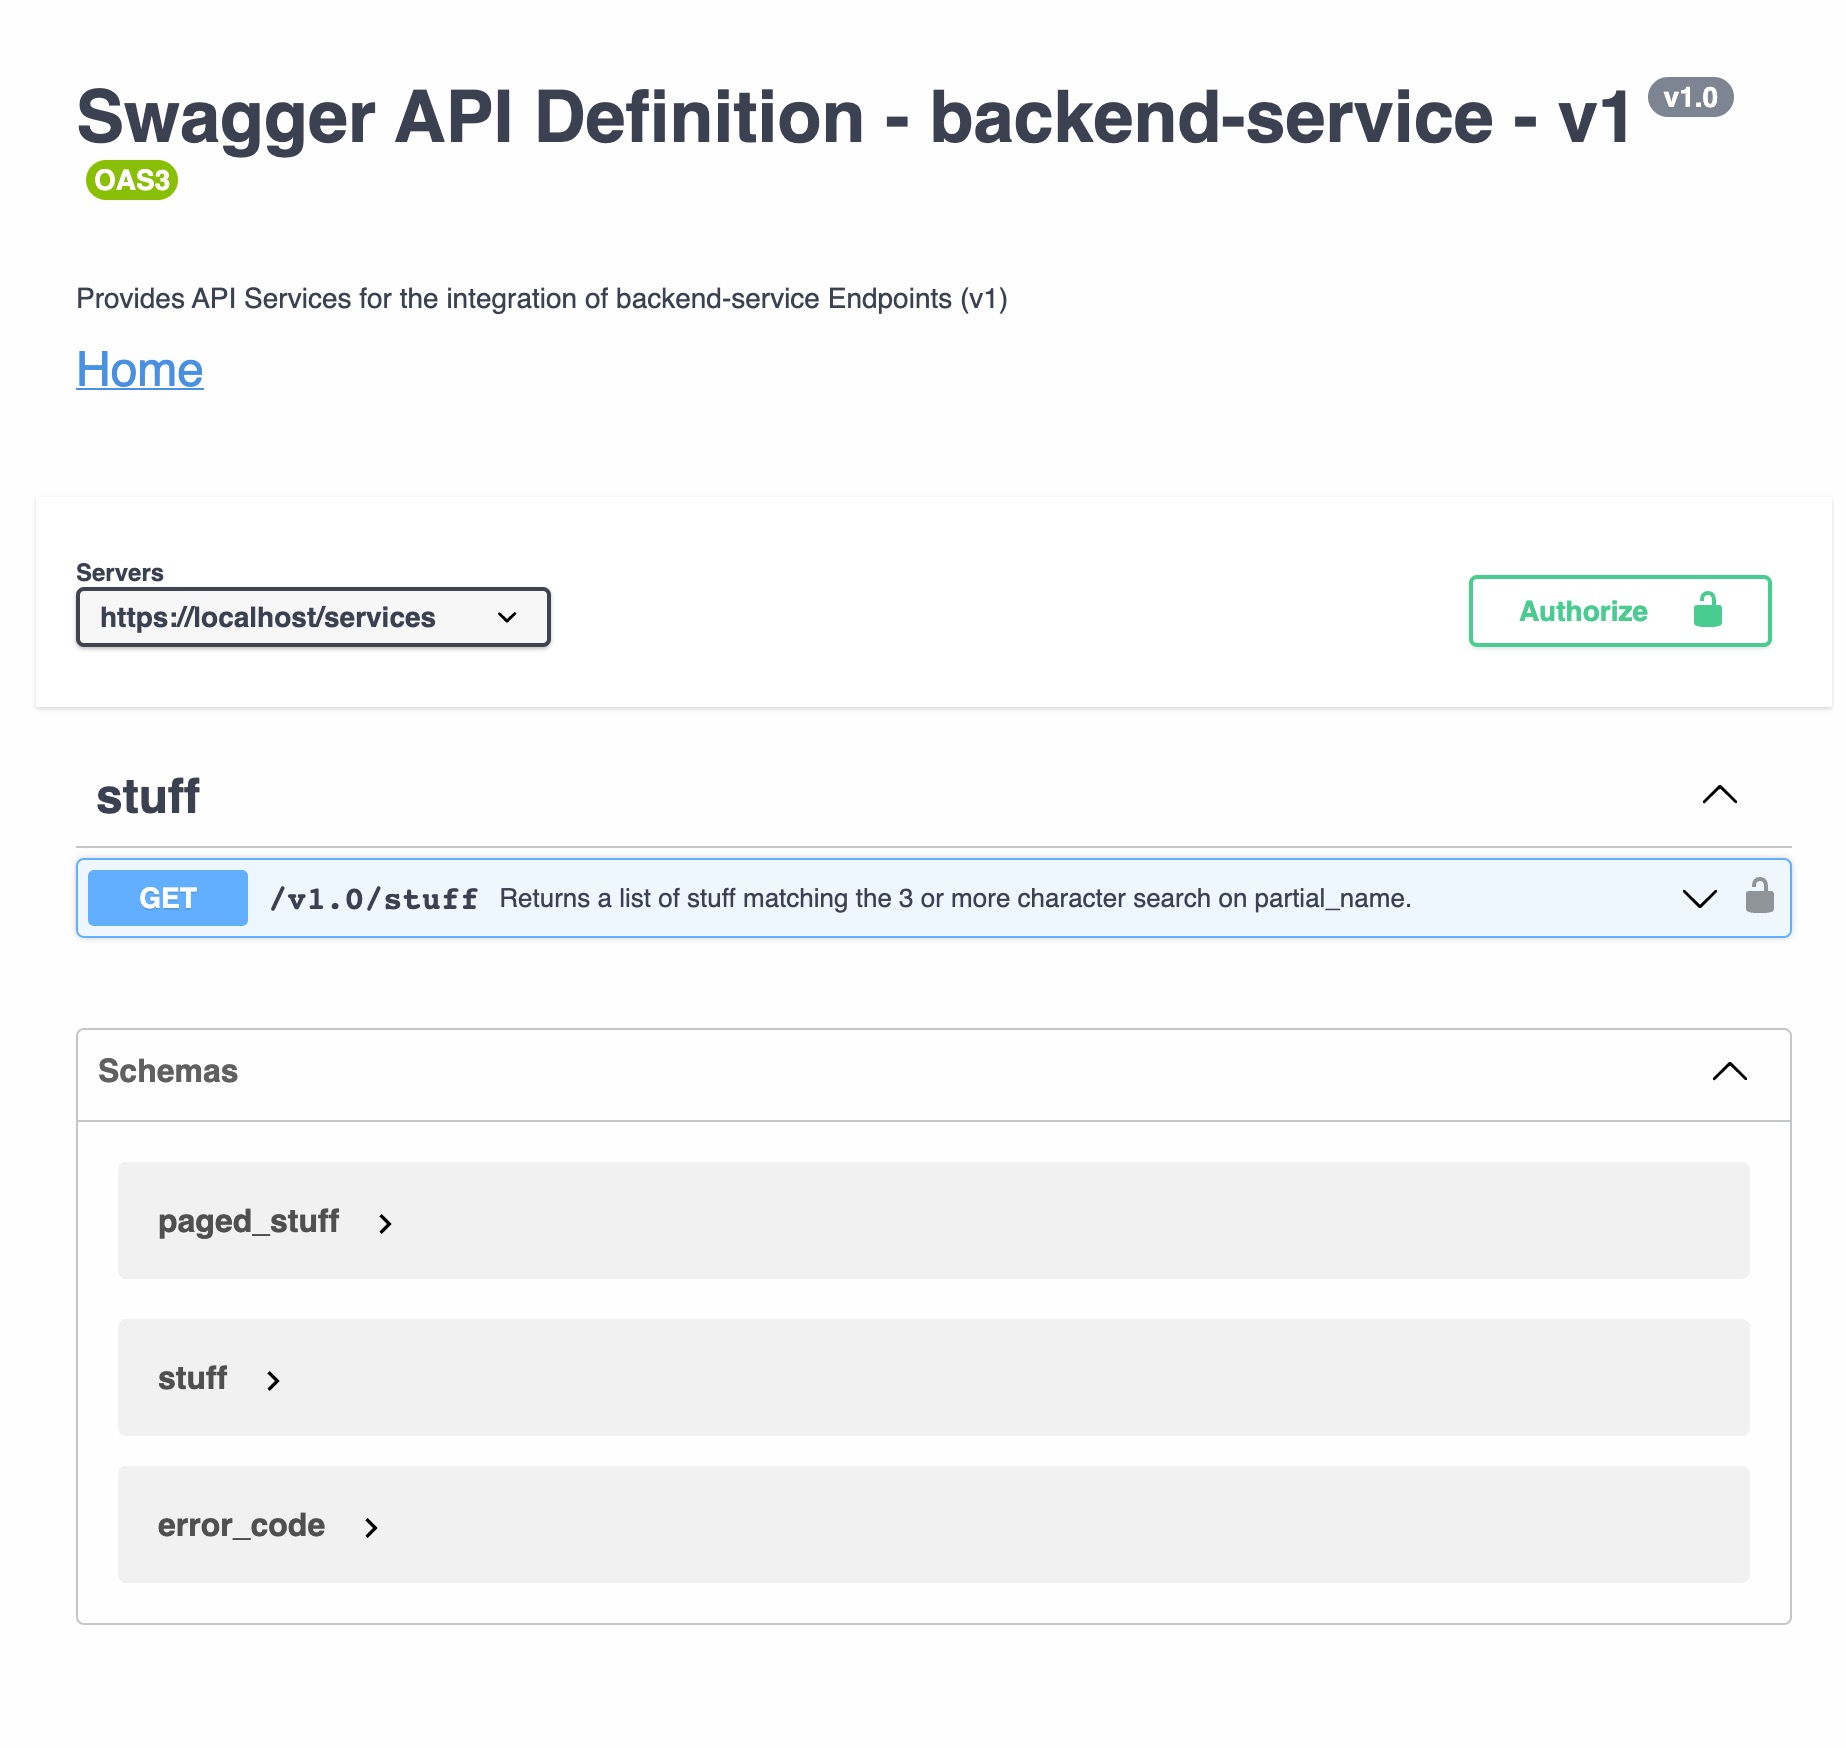 Swagger API Definition - backend-service - v1 v1.0
OAS3
Provides API Services for the integration of backend-service Endpoints (v1)
Home
Servers
https://localhost/services
Authorize
stuff
GET /v1.0/stuff Returns a list of stuff matching the 3 or more character search on partial_name.
Schemas
paged_stuff
stuff
error_code